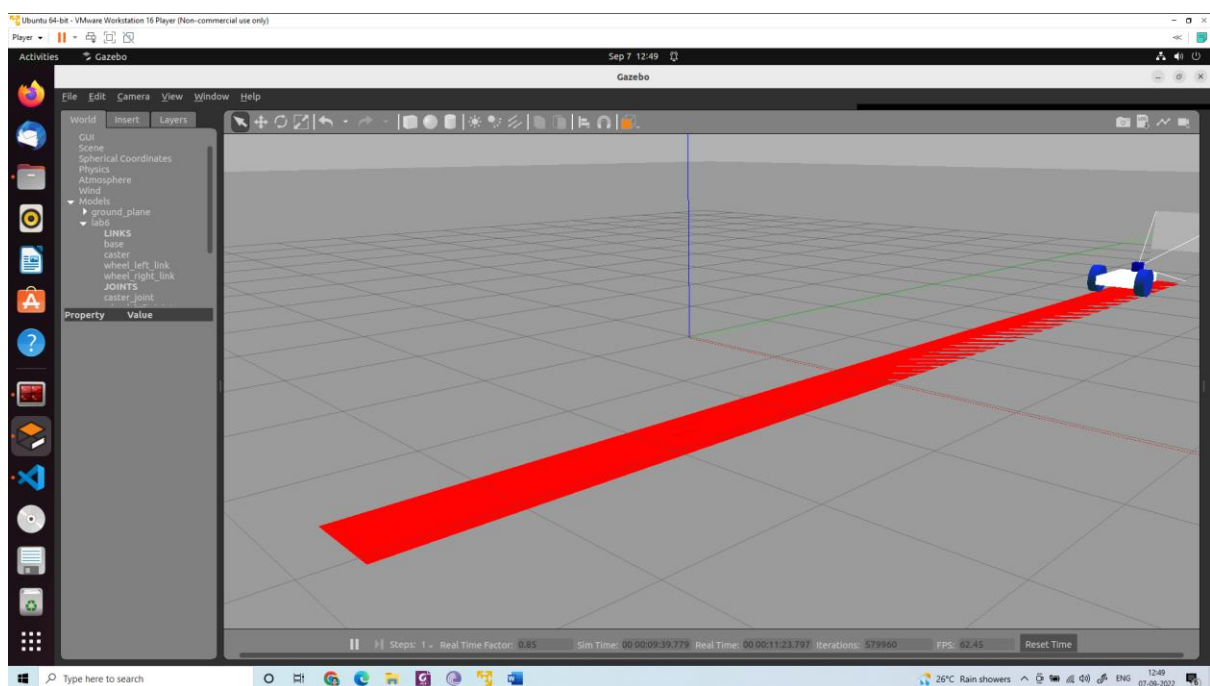 Ubuntu 64-bit - VMware Workstation 16 Player (Non-commercial use only)
Player
Activities Gazebo Sep 7 12:49
Gazebo
File Edit Camera View Window Help
World Insert Layers
GUI
Scene
Spherical Coordinates
Physics
Atmosphere
Wind
Models
ground_plane
lab6
LINKS
base
caster
wheel_left_link
wheel_right_link
JOINTS
caster_joint
Property Value
Steps: 1 Real Time Factor: 0.85 Sim Time: 00 00:09:39.779 Real Time: 00 00:11:23.797 Iterations: 579960 FPS: 62.45 Reset Time
Type here to search 26°C Rain showers ENG 12:49
07-09-2022